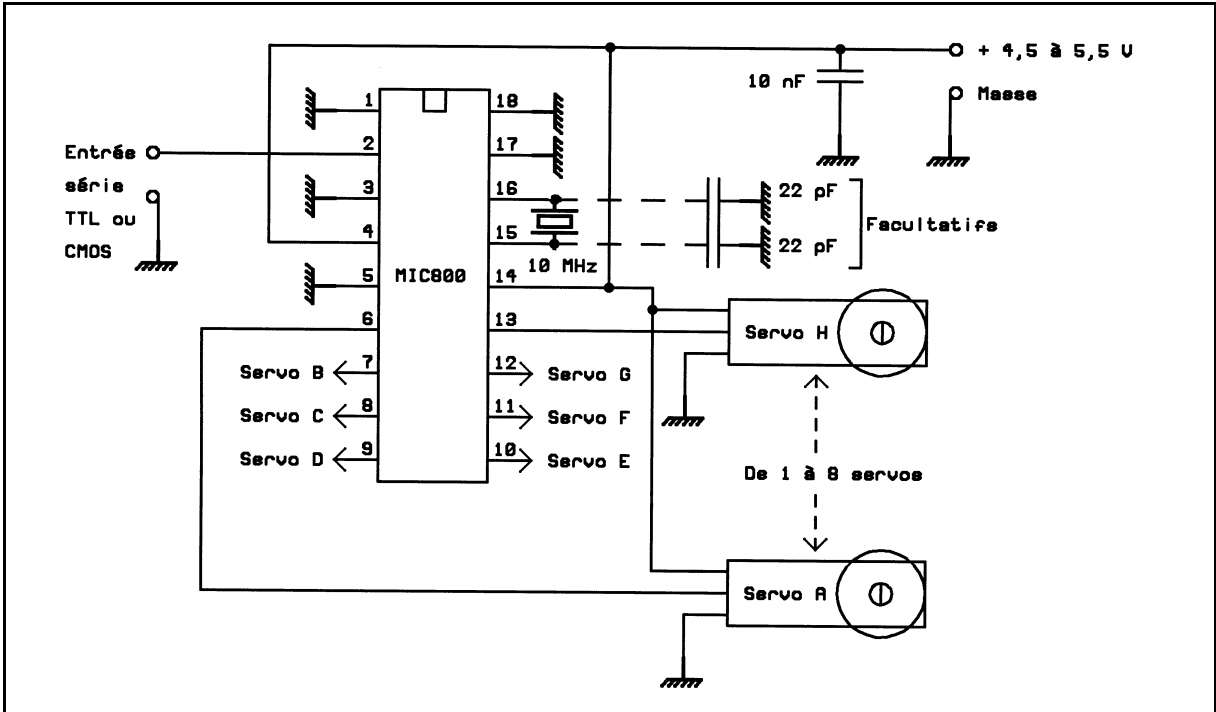 + 4,5 à 5,5 V
10 nF
Masse
1
18
Entrée
série
TTL ou
CMOS
2
17
3
16
22 pF
Facultatifs
4
15
22 pF
10 MHz
5
MIC800
14
6
13
Servo H
Servo B
7
12
Servo G
Servo C
8
11
Servo F
Servo D
9
10
Servo E
De 1 à 8 servos
Servo A